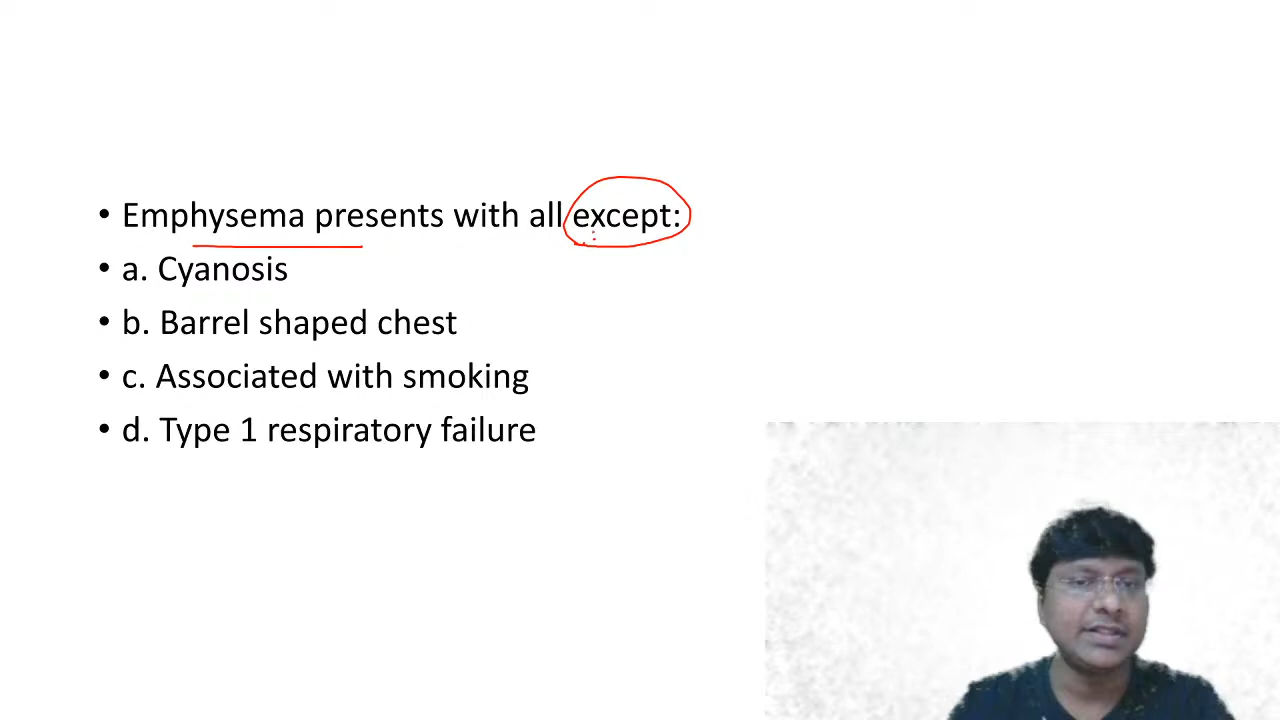 • Emphysema presents with all except:
• a. Cyanosis
• b. Barrel shaped chest
• c. Associated with smoking
• d. Type 1 respiratory failure